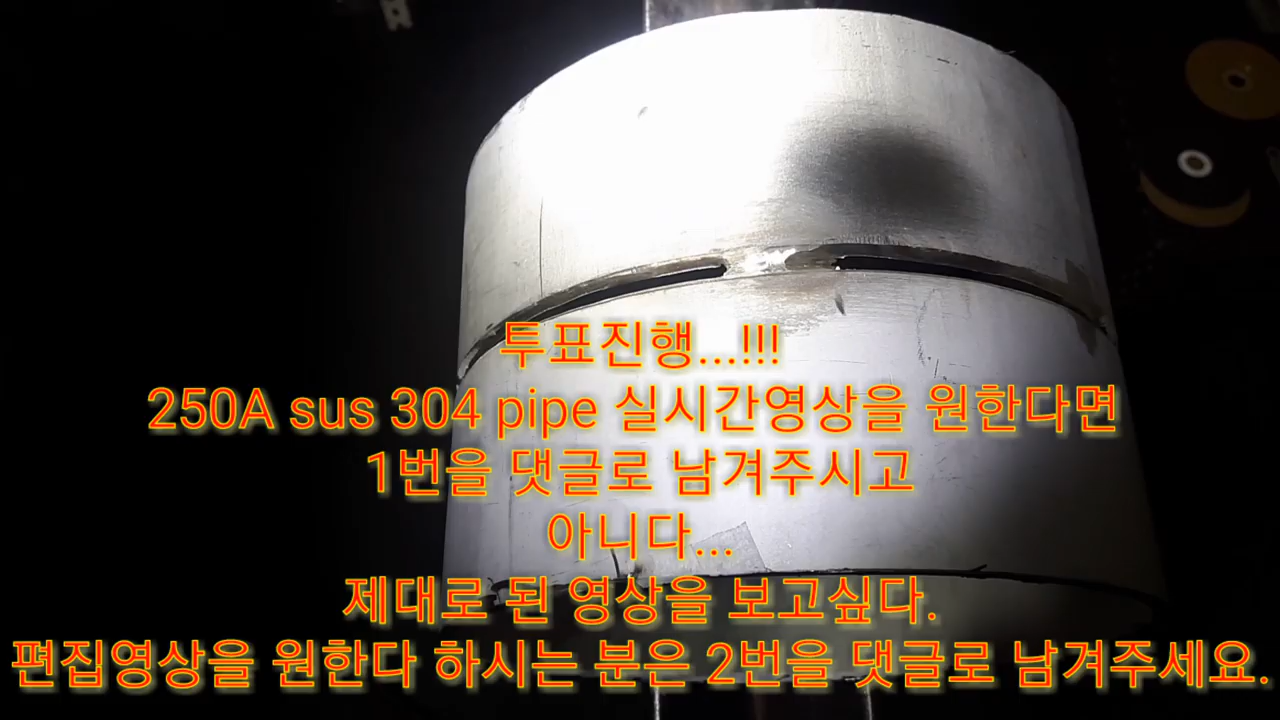 투표진행...!!!
250A sus 304 pipe 실시간영상을 원한다면
1번을 댓글로 남겨주시고
아니다...
제대로 된 영상을 보고싶다.
편집영상을 원한다 하시는 분은 2번을 댓글로 남겨주세요.